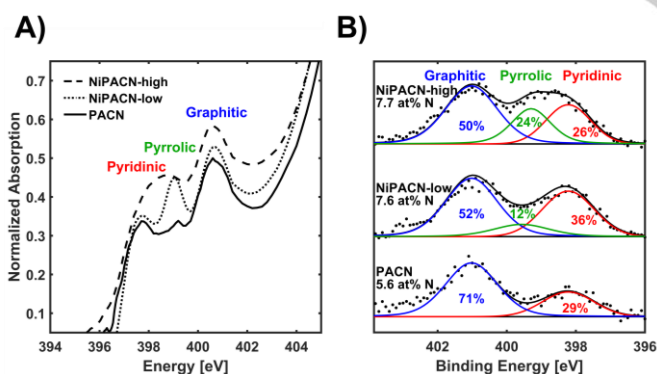 A)
0.7
0.6
0.5
0.4
0.3
0.2
0.1
Normalized Absorption
NiPACN-high
NiPACN-low
PACN
Graphitic
Pyrrolic
Pyridinic
394 396 398 400 402 404
Energy [eV]
B)
Graphitic Pyrrolic Pyridinic
NiPACN-high
7.7 at% N
50% 24% 26%
NiPACN-low
7.6 at% N
52% 12% 36%
PACN
5.6 at% N
71% 29%
402 400 398 396
Binding Energy [eV]